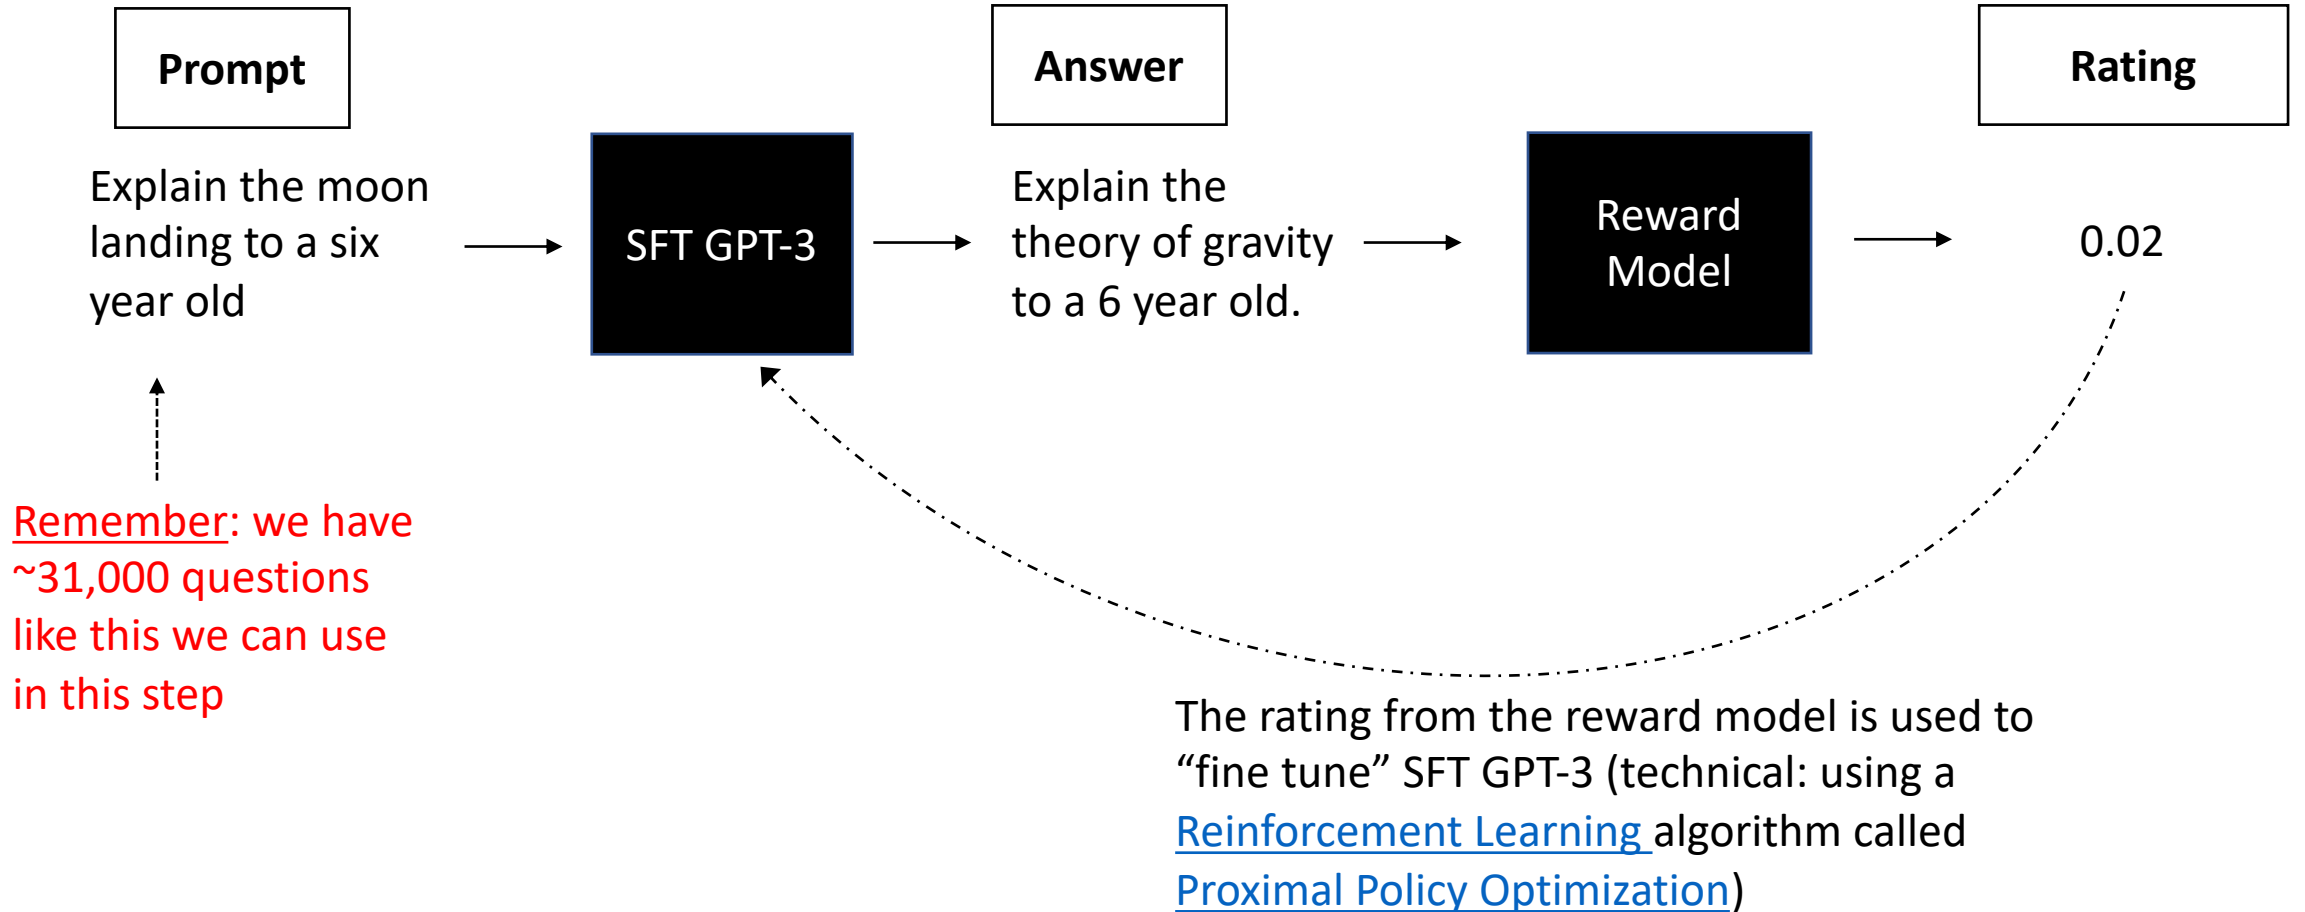 Prompt
Answer
Rating
Explain the moon
landing to a six
year old
SFT GPT-3
Explain the
theory of gravity
to a 6 year old.
Reward
Model
0.02
Remember: we have
~31,000 questions
like this we can use
in this step
The rating from the reward model is used to
“fine tune” SFT GPT-3 (technical: using a
Reinforcement Learning algorithm called
Proximal Policy Optimization)